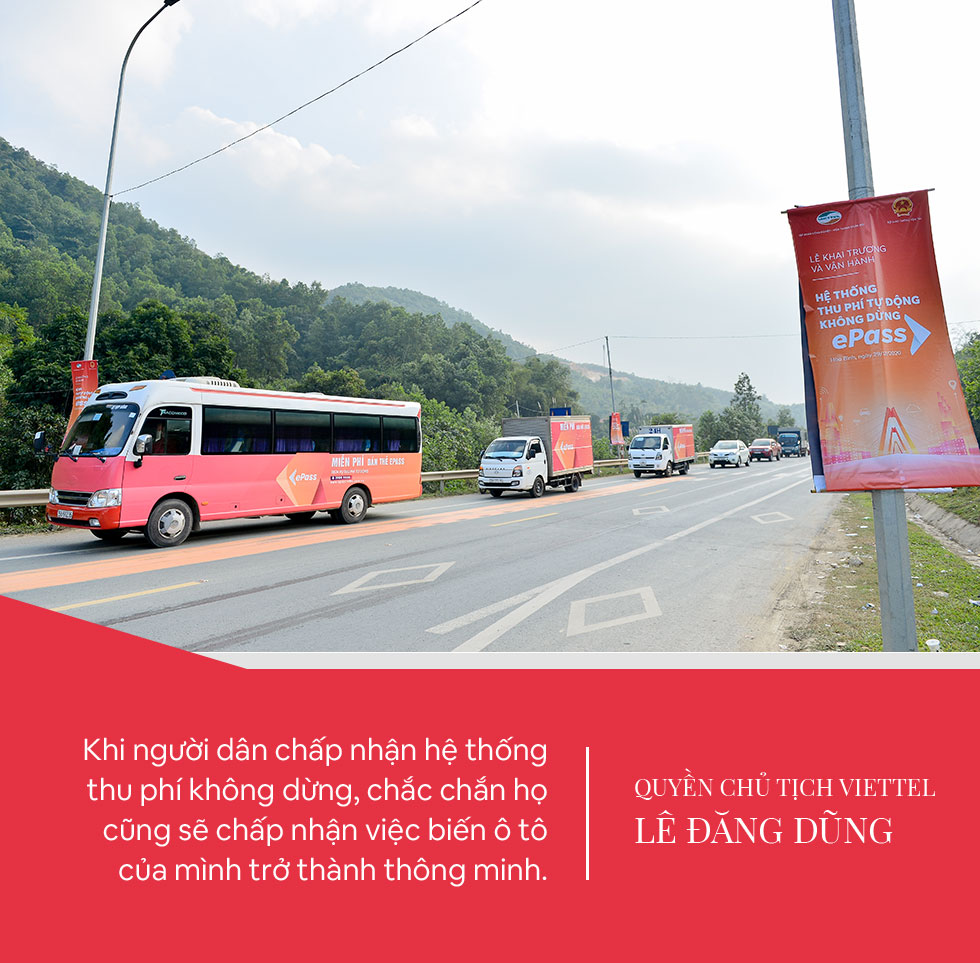 LỄ KHAI TRƯƠNG
VÀ VẬN HÀNH
HỆ THỐNG
THU PHÍ TỰ ĐỘNG
KHÔNG DỪNG
ePass
MIỄN PHÍ DÁN THẺ EPASS
ePass
24H
Khi người dân chấp nhận hệ thống
thu phí không dừng, chắc chắn họ
cũng sẽ chấp nhận việc biến ô tô
của mình trở thành thông minh.
QUYỀN CHỦ TỊCH VIETTEL
LÊ ĐĂNG DŨNG